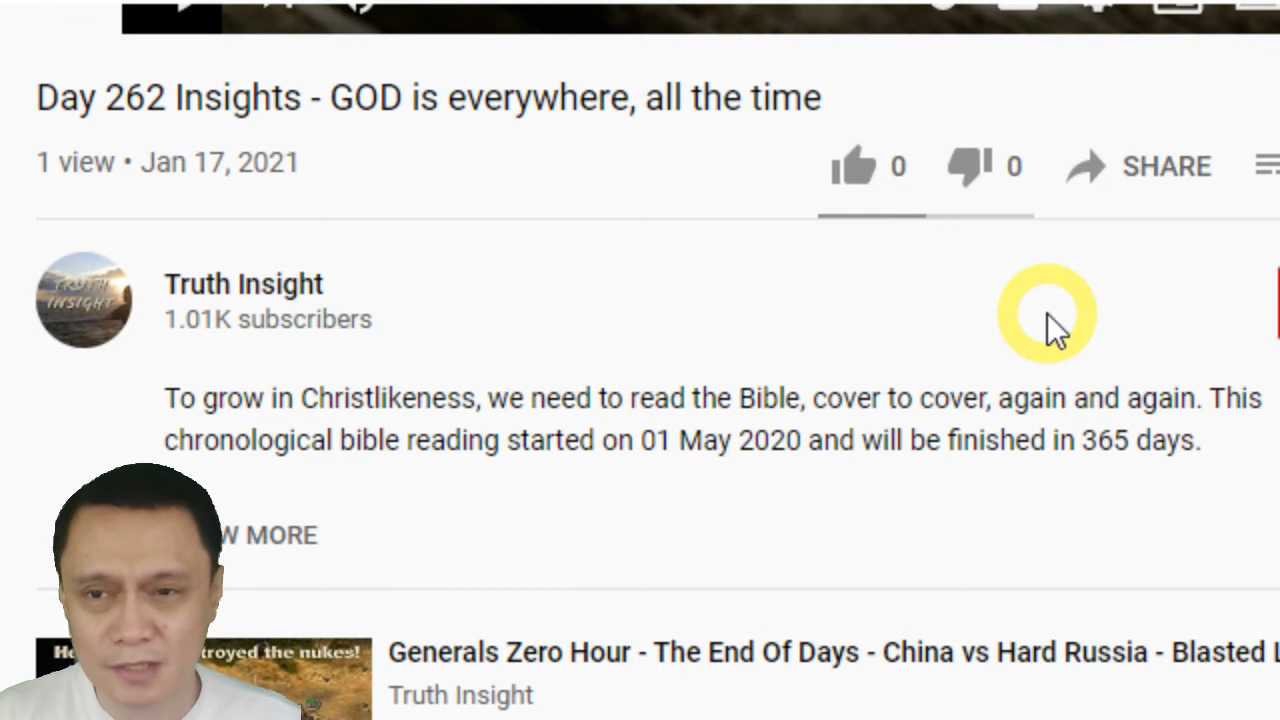 Day 262 Insights - GOD is everywhere, all the time
1 view • Jan 17, 2021
0
0
SHARE
TRUTH
INSIGHT
Truth Insight
1.01K subscribers
To grow in Christlikeness, we need to read the Bible, cover to cover, again and again. This
chronological bible reading started on 01 May 2020 and will be finished in 365 days.
MORE
the nukes!
Generals Zero Hour - The End Of Days - China vs Hard Russia - Blasted
Truth Insight